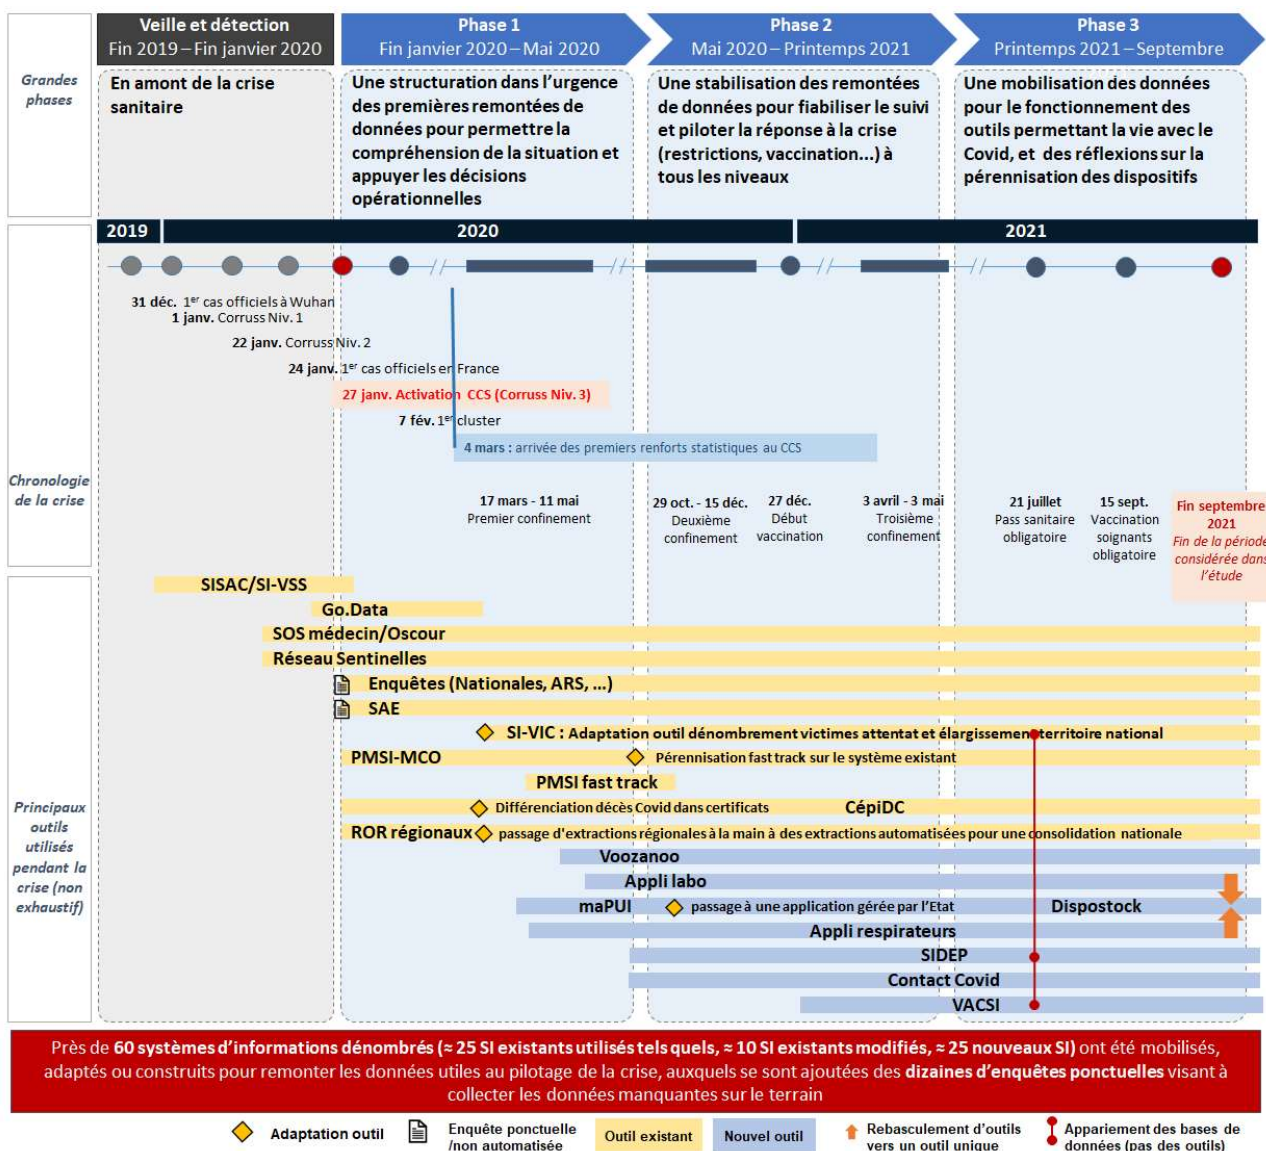 Veille et détection
Fin 2019 – Fin janvier 2020
Phase 1
Fin janvier 2020 – Mai 2020
Phase 2
Mai 2020 – Printemps 2021
Phase 3
Printemps 2021 – Septembre
Grandes
phases
En amont de la crise
sanitaire
Une structuration dans l'urgence
des premières remontées de
données pour permettre la
compréhension de la situation et
appuyer les décisions
opérationnelles
Une stabilisation des remontées
de données pour fiabiliser le suivi
et piloter la réponse à la crise
(restrictions, vaccination...) à
tous les niveaux
Une mobilisation des données
pour le fonctionnement des
outils permettant la vie avec le
Covid, et des réflexions sur la
pérennisation des dispositifs
2019
2020
2021
Chronologie
de la crise
31 déc. 1er cas officiels à Wuhan
1 janv. Corruss Niv. 1
22 janv. Corruss Niv. 2
24 janv. 1er cas officiels en France
27 janv. Activation CCS (Corruss Niv. 3)
7 fév. 1er cluster
4 mars : arrivée des premiers renforts statistiques au CCS
17 mars - 11 mai
Premier confinement
29 oct. - 15 déc.
Deuxième
confinement
27 déc.
Début
vaccination
3 avril - 3 mai
Troisième
confinement
21 juillet
Pass sanitaire
obligatoire
15 sept.
Vaccination
soignants
obligatoire
Fin septembre
2021
Fin de la période
considérée dans
l'étude
Principaux
outils
utilisés
pendant la
crise (non
exhaustif)
SISAC/SI-VSS
Go.Data
SOS médecin/Oscour
Réseau Sentinelles
Enquêtes (Nationales, ARS, ...)
SAE
SI-VIC : Adaptation outil dénombrement victimes attentat et élargissement territoire national
PMSI-MCO
Pérennisation fast track sur le système existant
PMSI fast track
Différenciation décès Covid dans certificats
CépiDC
ROR régionaux
passage d'extractions régionales à la main à des extractions automatisées pour une consolidation nationale
Voozanoo
Appli labo
maPUI
passage à une application gérée par l'Etat
Dispostock
Appli respirateurs
SIDEP
Contact Covid
VACSI
Près de 60 systèmes d'informations dénombrés (≈ 25 SI existants utilisés tels quels, ≈ 10 SI existants modifiés, ≈ 25 nouveaux SI) ont été mobilisés,
adaptés ou construits pour remonter les données utiles au pilotage de la crise, auxquels se sont ajoutées des dizaines d'enquêtes ponctuelles visant à
collecter les données manquantes sur le terrain
Adaptation outil
Enquête ponctuelle
/non automatisée
Outil existant
Nouvel outil
Rebasculement d'outils
vers un outil unique
Appariement des bases de
données (pas des outils)